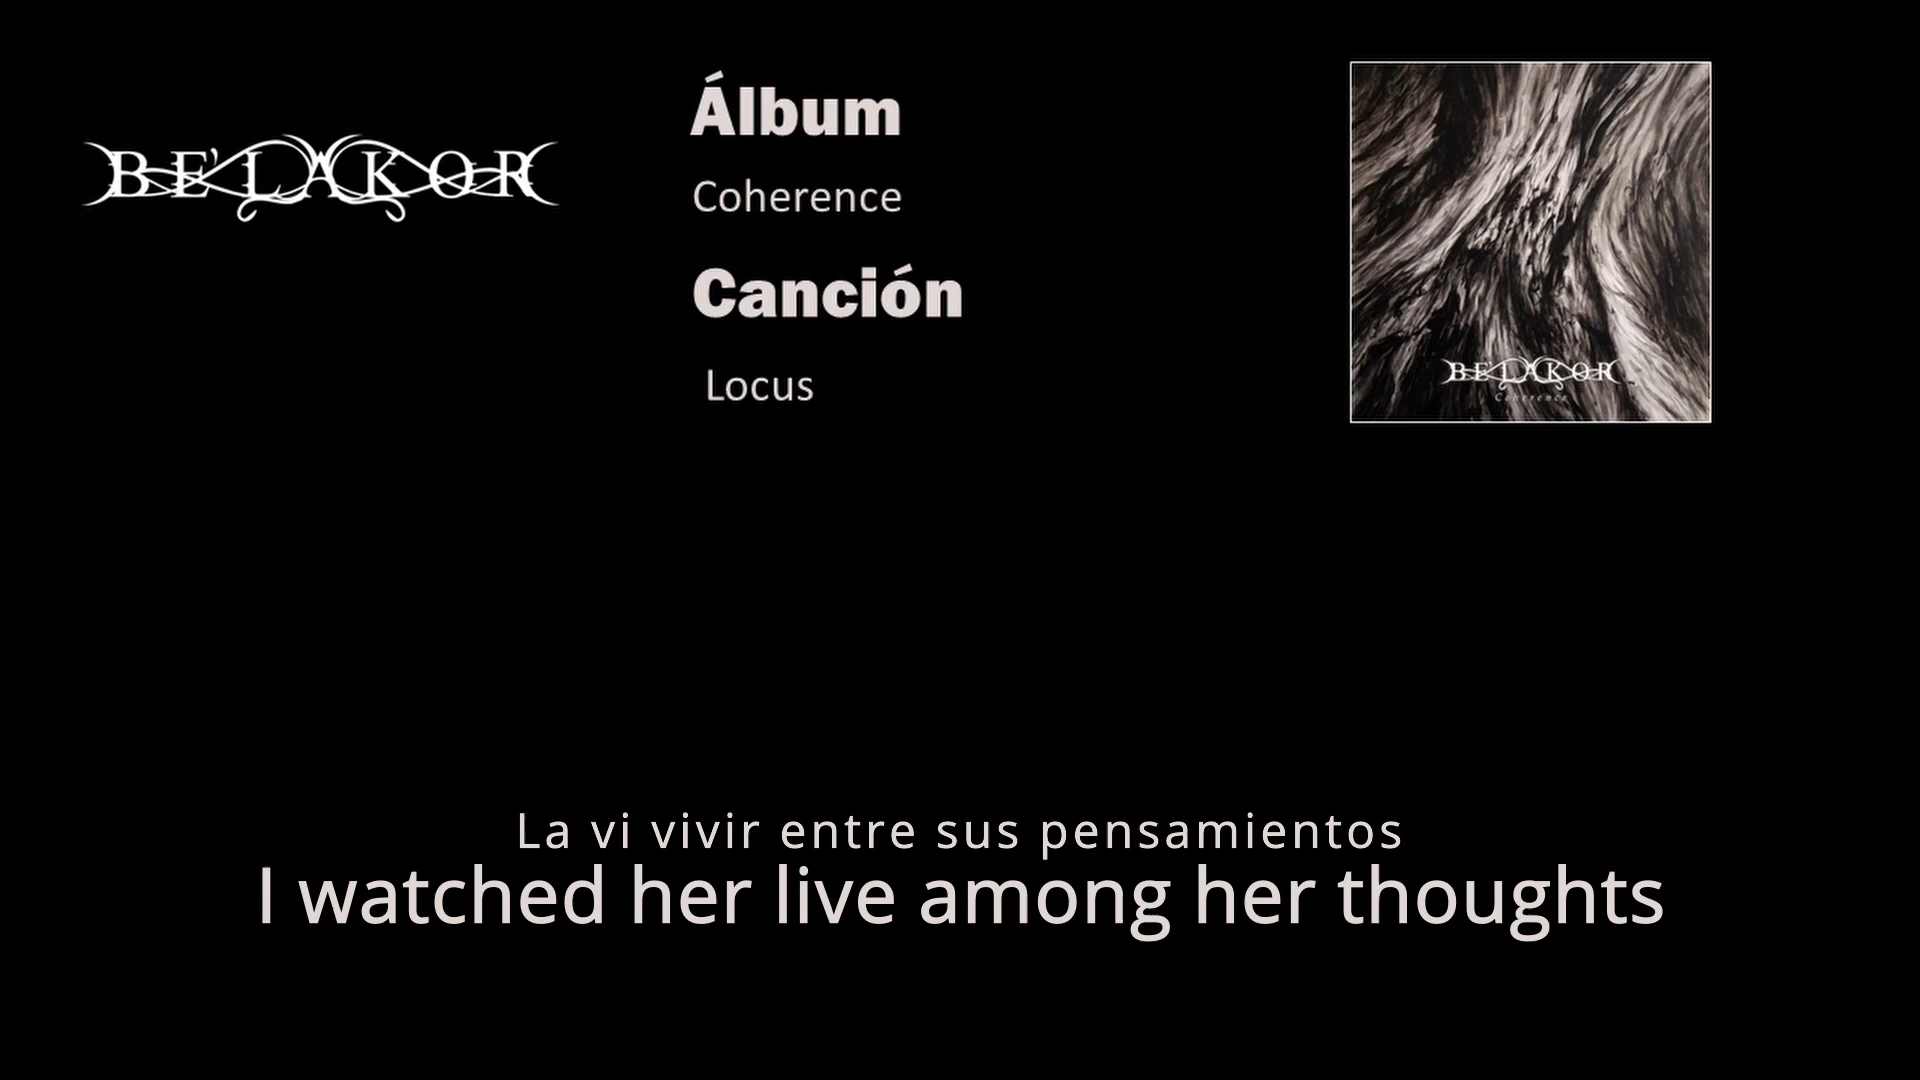 BE'LAKOR
Álbum
Coherence
Canción
Locus
BE'LAKOR
Coherence
La vi vivir entre sus pensamientos
I watched her live among her thoughts